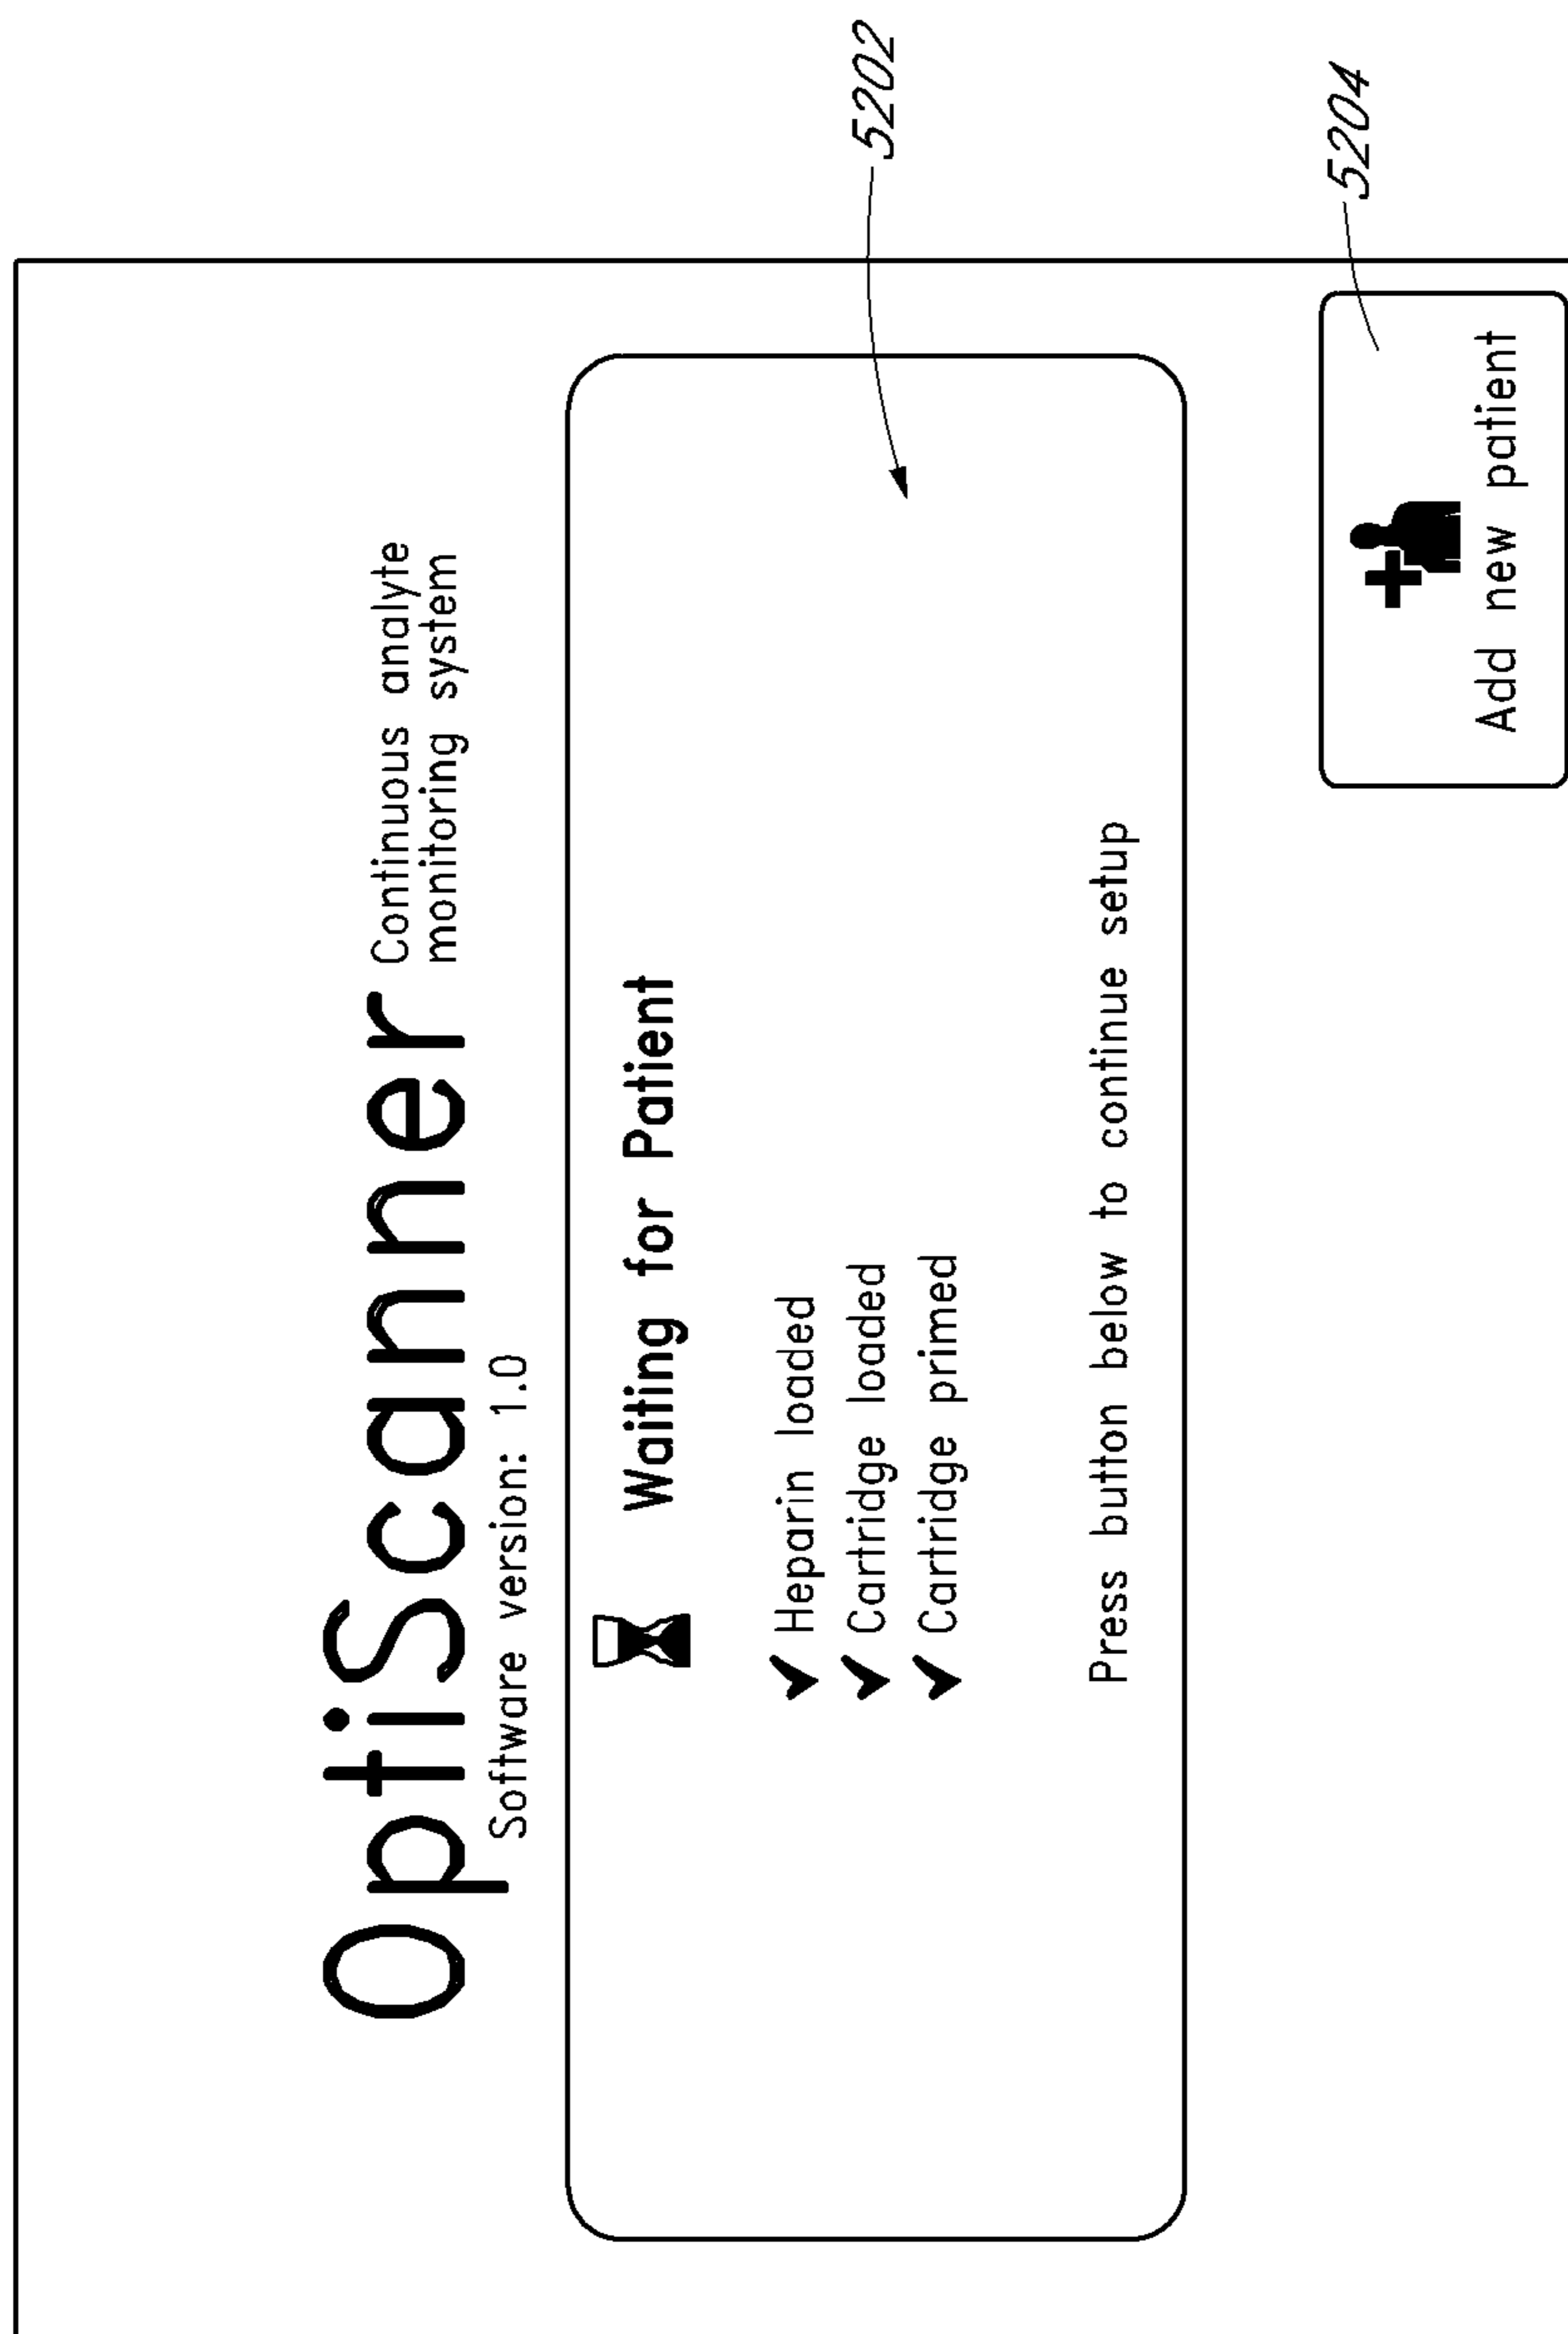 OptiScanner
Continuous analyte
monitoring system
Software version: 1.0
Waiting for Patient
Heparin loaded
Cartridge loaded
Cartridge primed
Press button below to continue setup
5202
Add new patient
5204